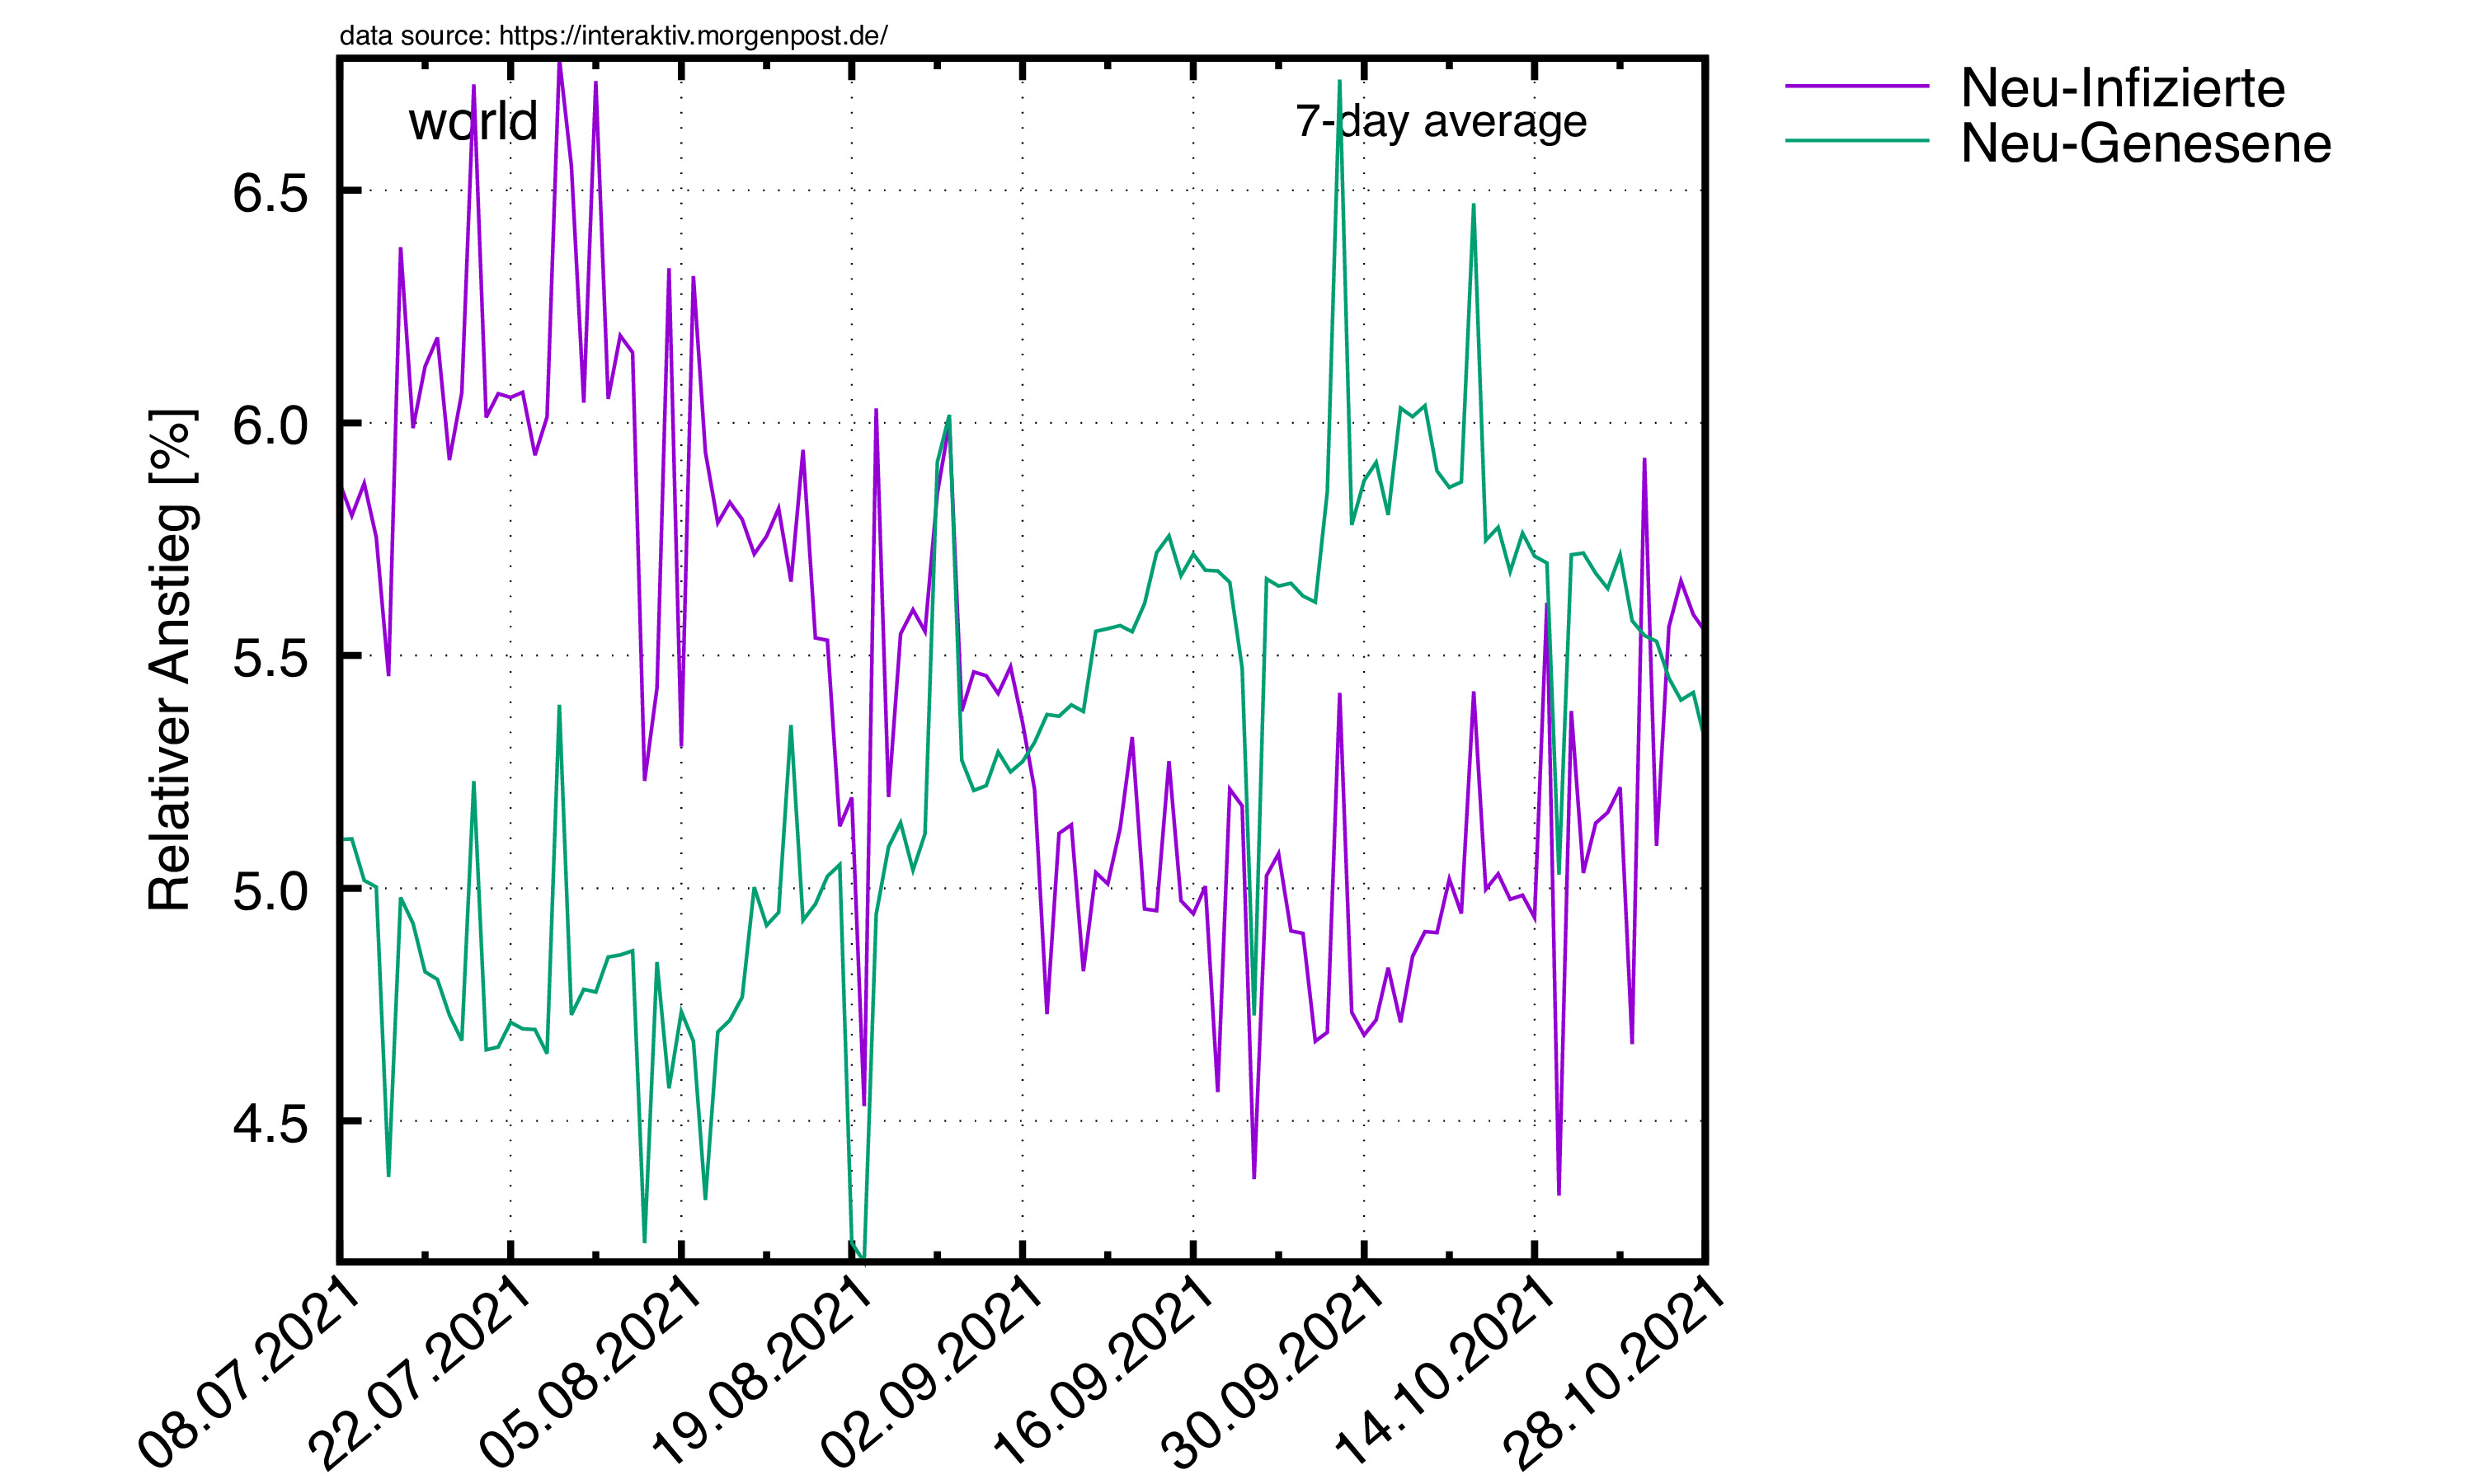 data source: https://interaktiv.morgenpost.de/
world
7-day average
Neu-Infizierte
Neu-Genesene
Relativer Anstieg [%]
6.5
6.0
5.5
5.0
4.5
08.07.2021
22.07.2021
05.08.2021
19.08.2021
02.09.2021
16.09.2021
30.09.2021
14.10.2021
28.10.2021